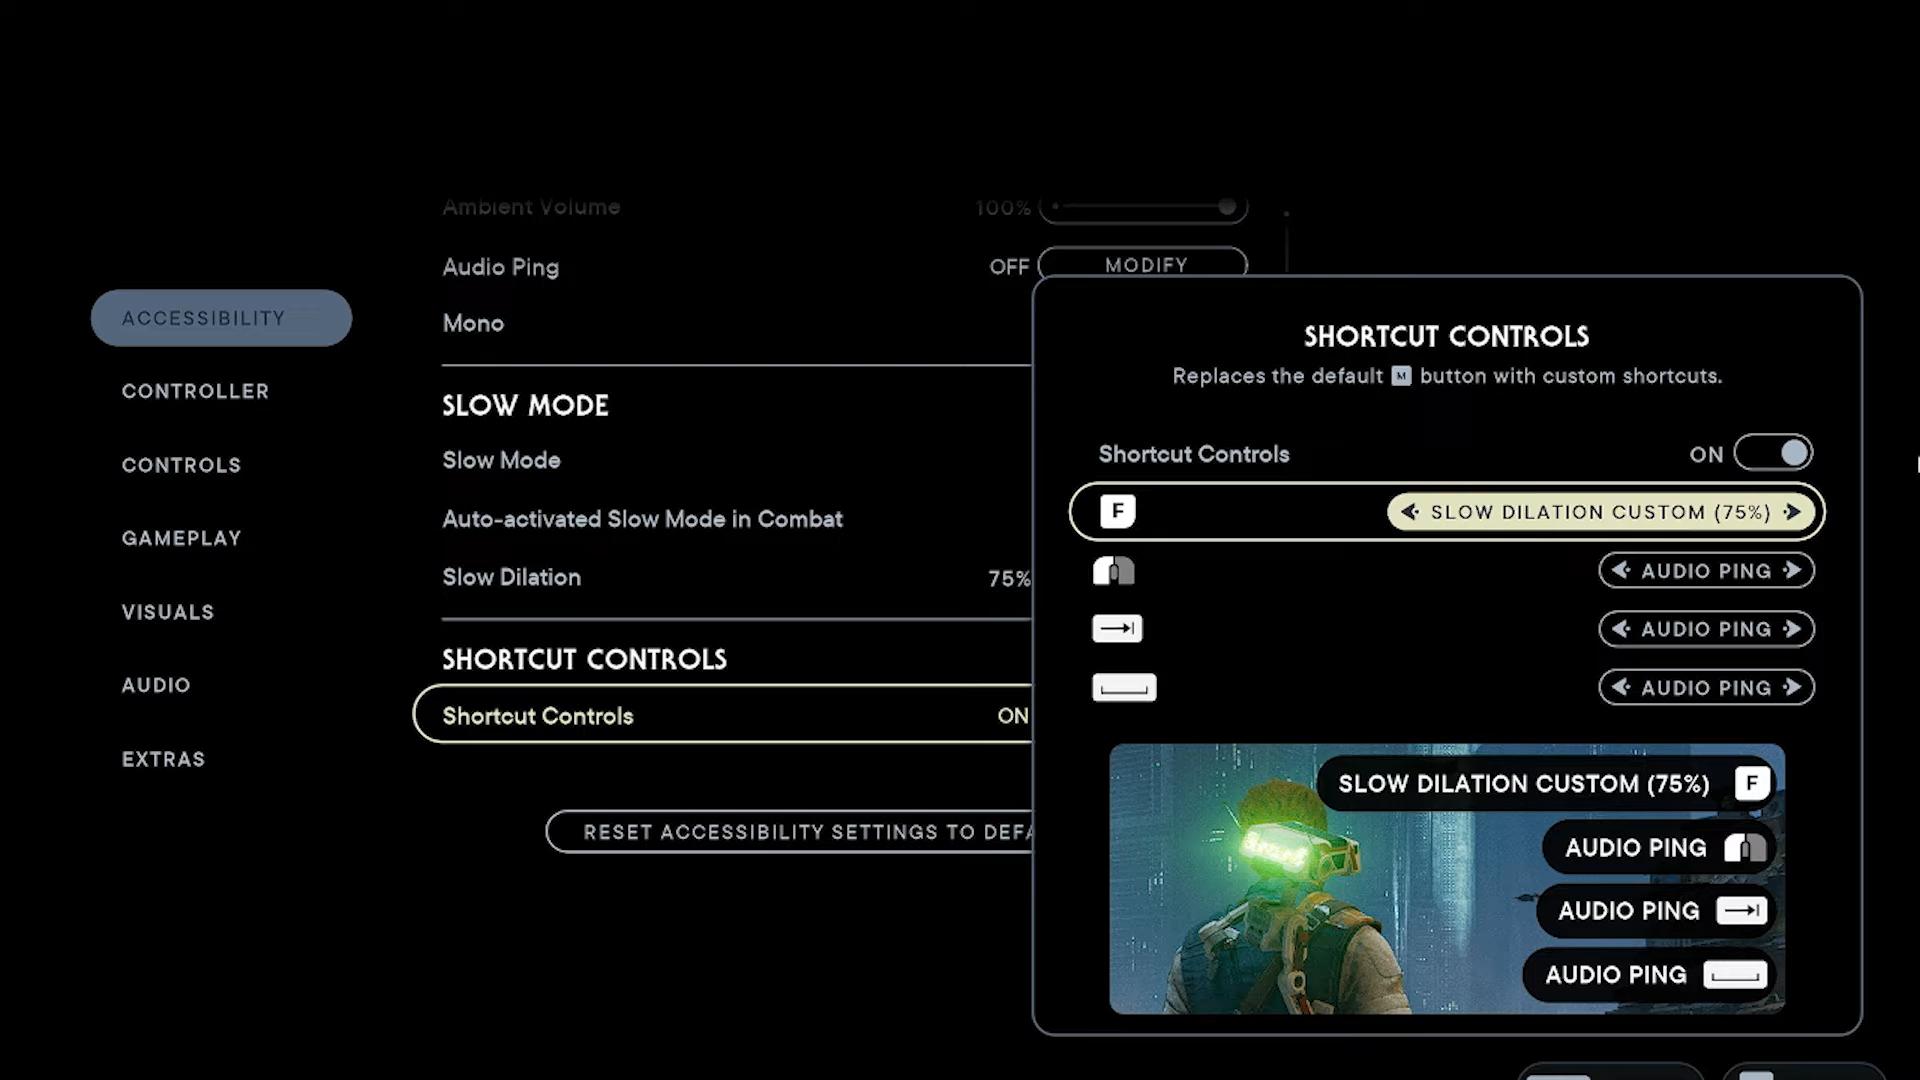 Ambient Volume 100%
Audio Ping OFF MODIFY
Mono
SLOW MODE
Slow Mode
Auto-activated Slow Mode in Combat
Slow Dilation 75%
SHORTCUT CONTROLS
Shortcut Controls ON
RESET ACCESSIBILITY SETTINGS TO DEFA
ACCESSIBILITY
CONTROLLER
CONTROLS
GAMEPLAY
VISUALS
AUDIO
EXTRAS
SHORTCUT CONTROLS
Replaces the default M button with custom shortcuts.
Shortcut Controls ON
F SLOW DILATION CUSTOM (75%)
AUDIO PING
AUDIO PING
AUDIO PING
SLOW DILATION CUSTOM (75%) F
AUDIO PING
AUDIO PING
AUDIO PING